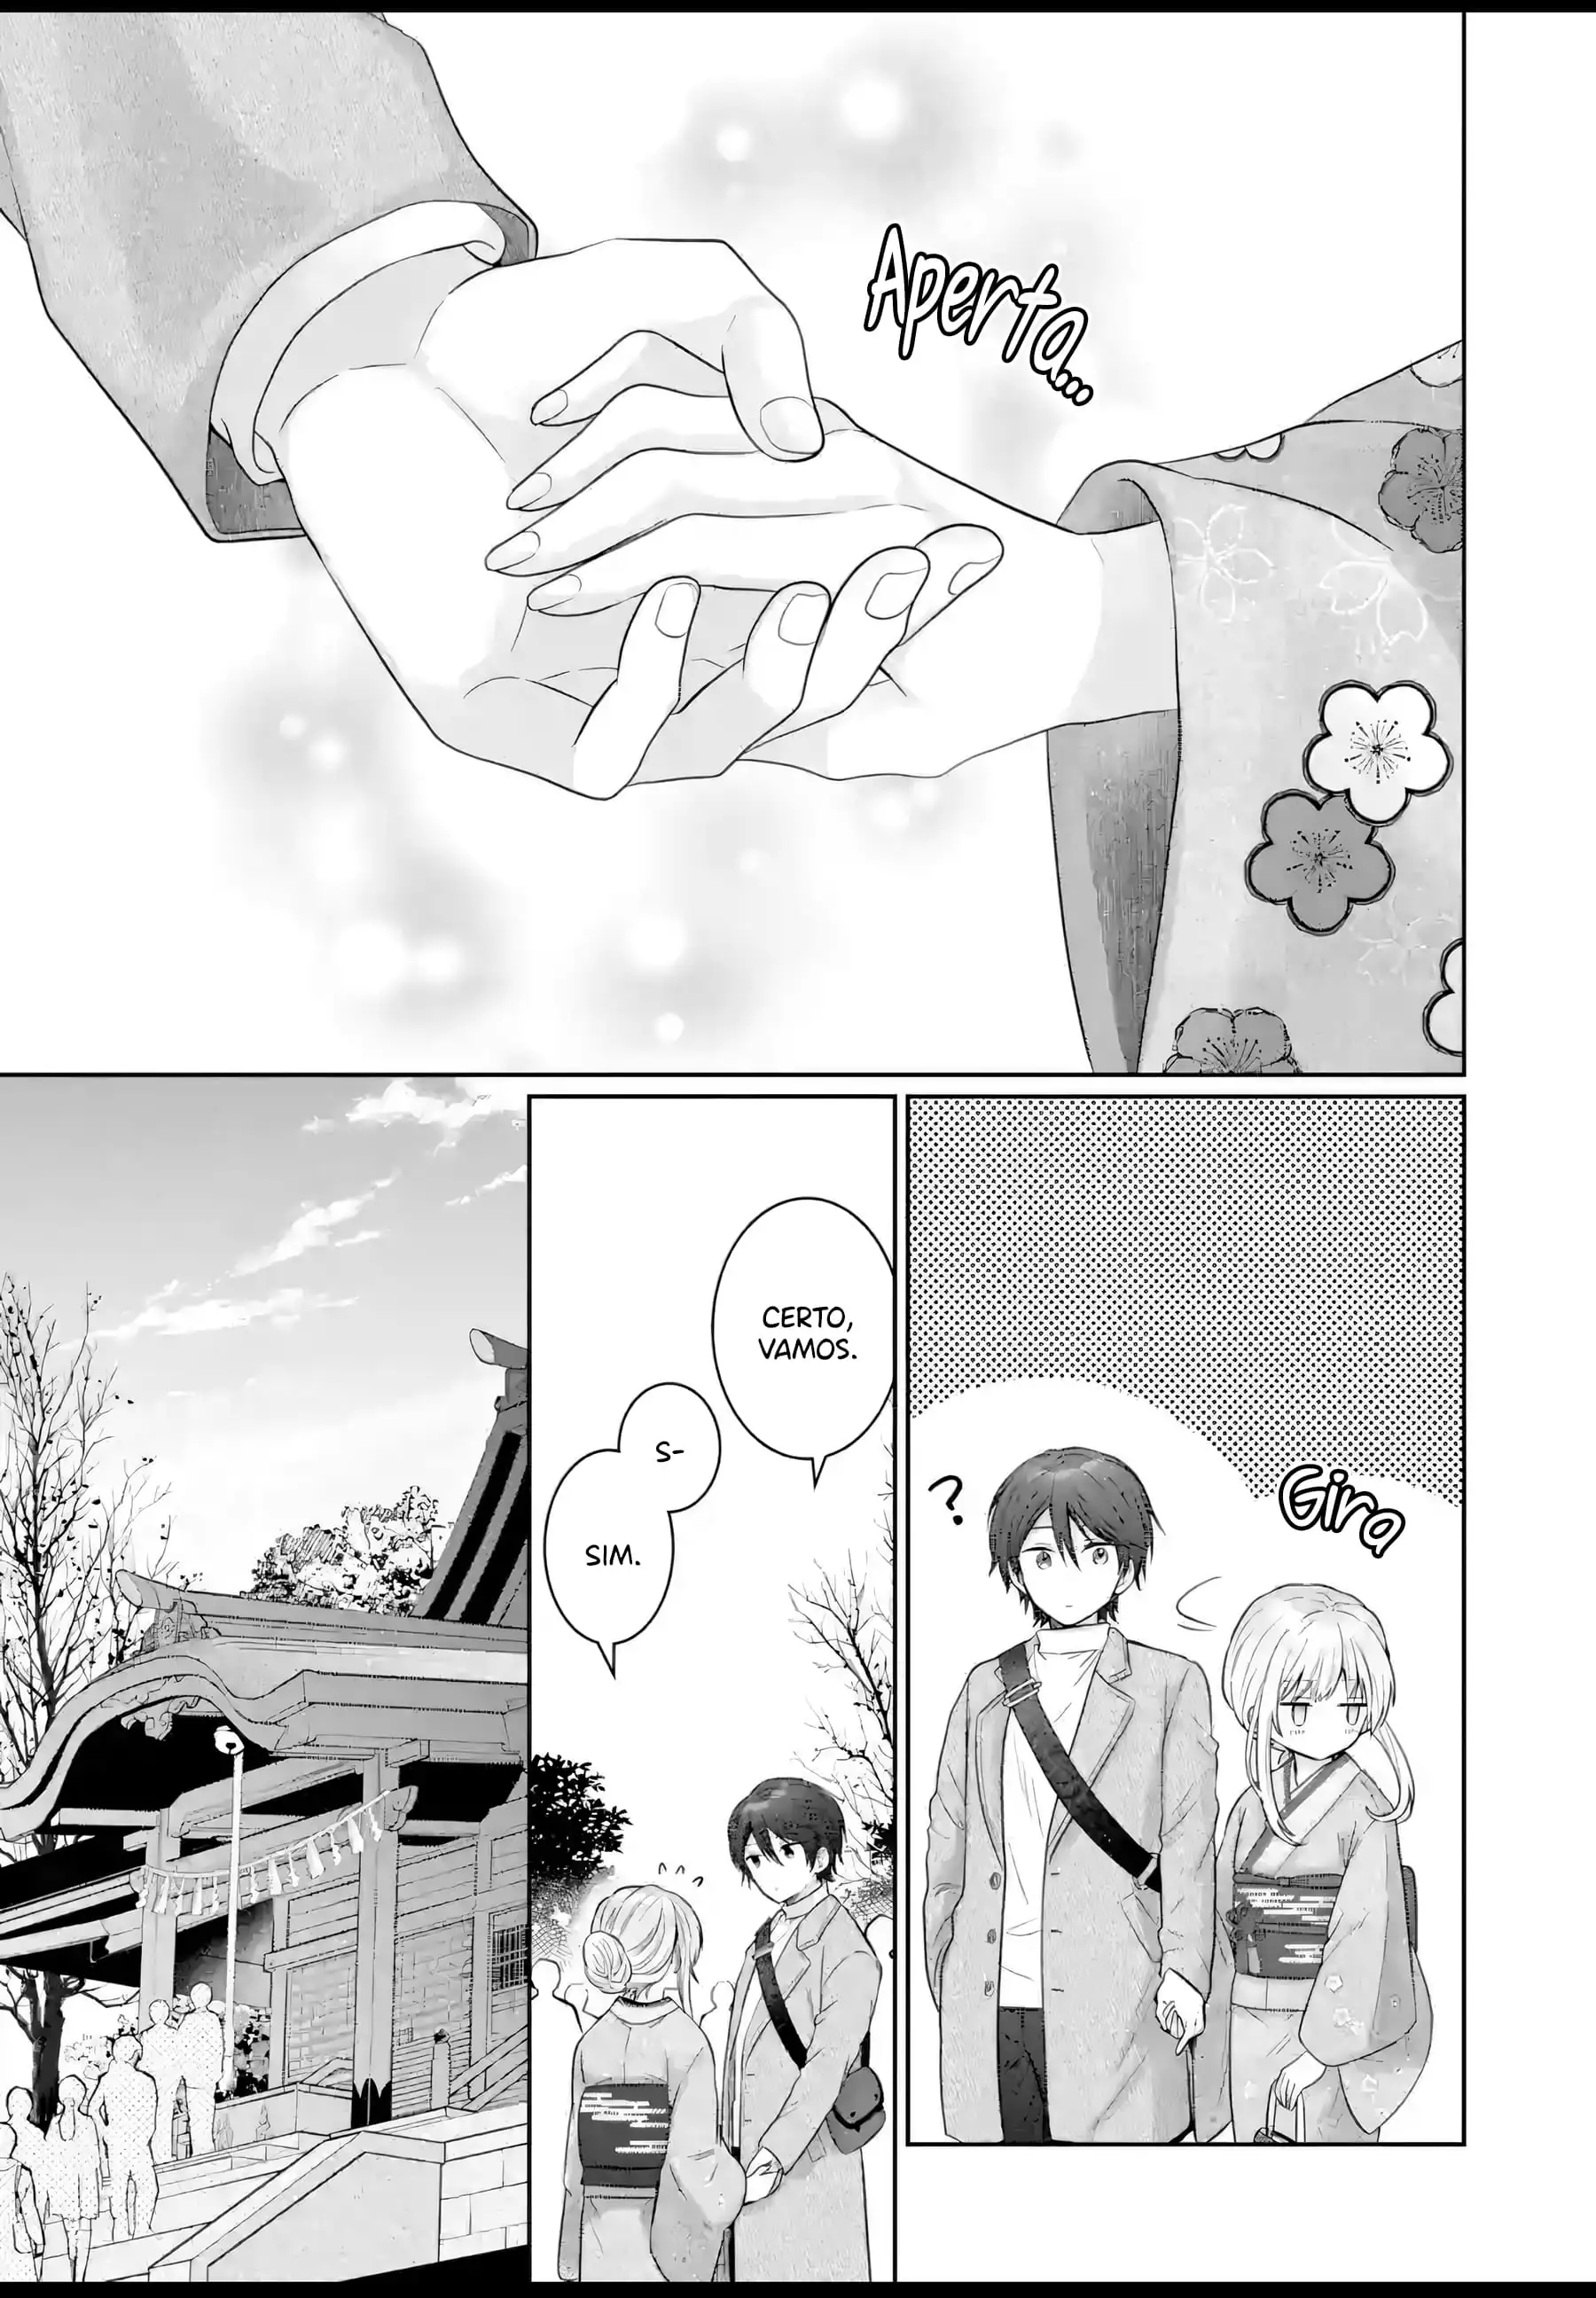 Aperta...
Gira
?
CERTO,
VAMOS.
S-
SIM.